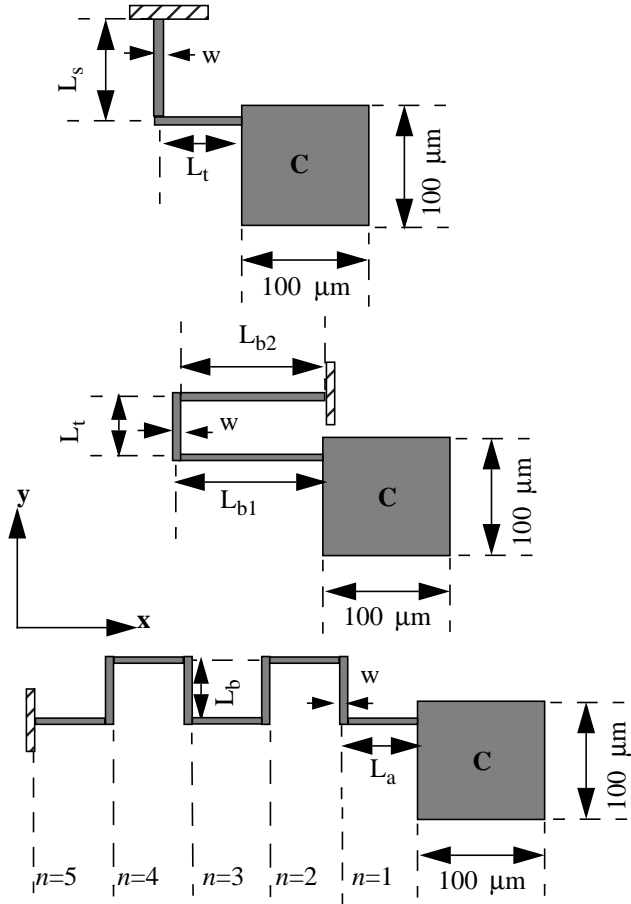 L_s
w
L_t
C
100 μm
100 μm
L_b2
L_t
w
L_b1
C
100 μm
100 μm
y
x
L_b
w
L_a
C
100 μm
n=5 n=4 n=3 n=2 n=1 100 μm